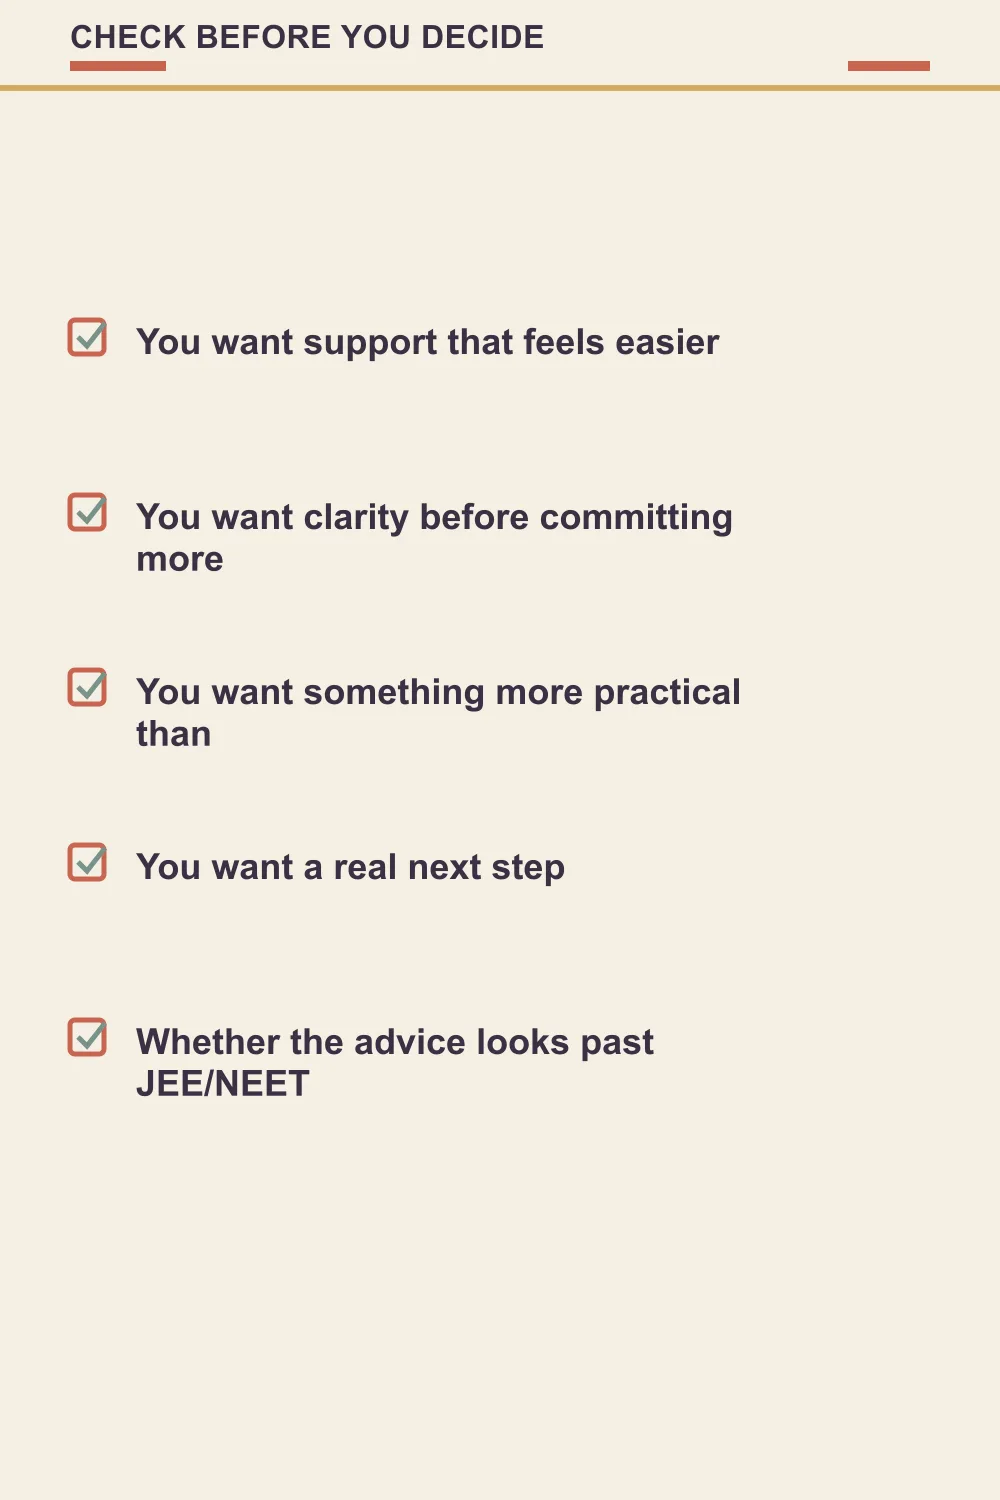 CHECK BEFORE YOU DECIDE
You want support that feels easier
You want clarity before committing
more
You want something more practical
than
You want a real next step
Whether the advice looks past
JEE/NEET